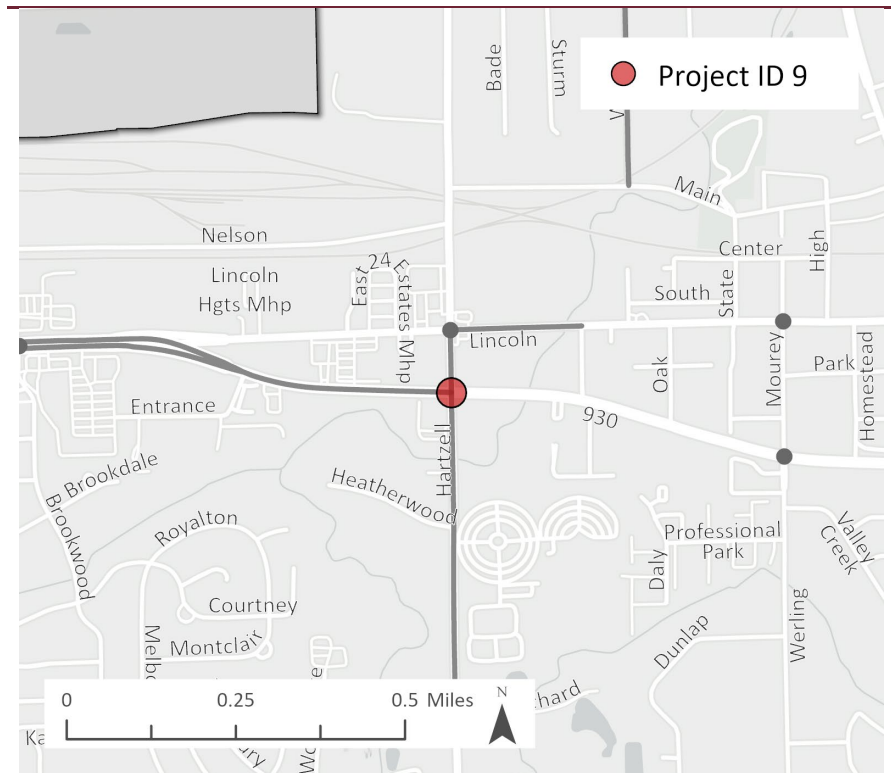 Bade
Sturm
Project ID 9
Main
Nelson
Center
High
Lincoln
Hgts Mhp
East 24
Estates Mhp
South
State
Lincoln
Oak
Mourey
Park
Homestead
Entrance
930
Hartzell
Brookdale
Heatherwood
Brookwood
Royalton
Professional
Park
Valley
Creek
Daly
Courtney
Montclair
Dunlap
Werling
0 0.25 0.5 Miles
N